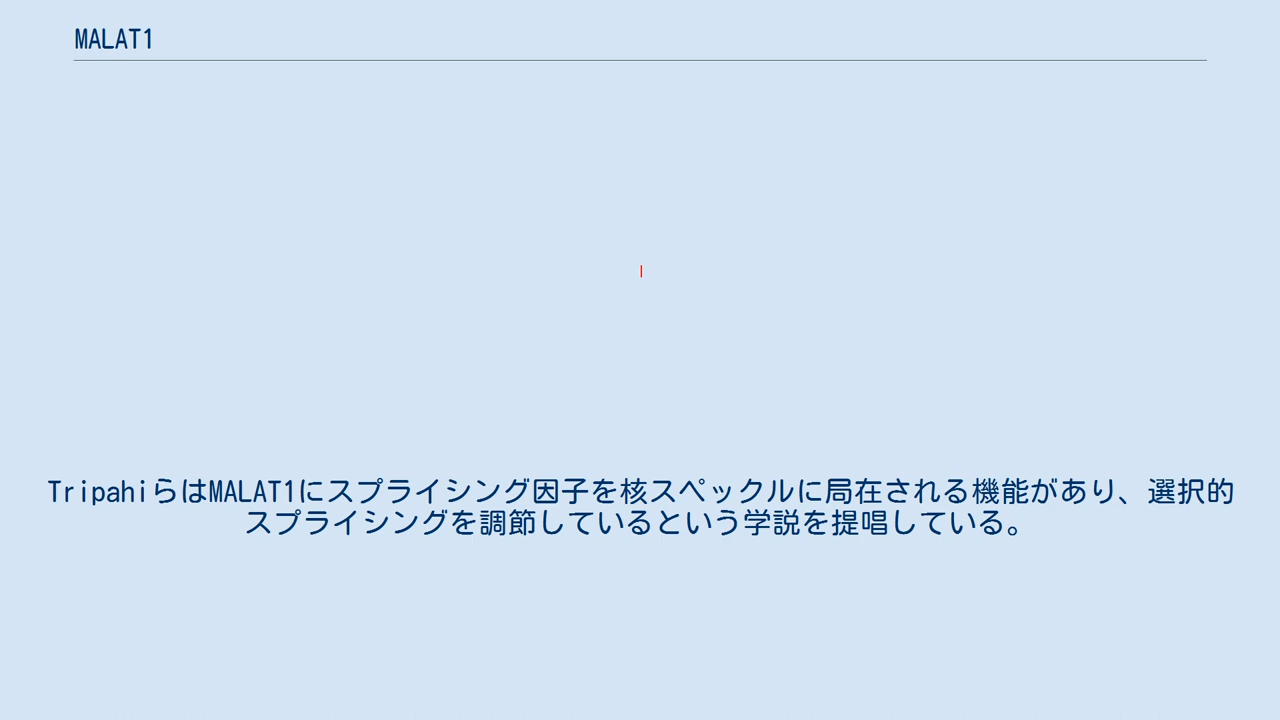 MALAT1
TripahiらはMALAT1にスプライシング因子を核スペックルに局在される機能があり、選択的
スプライシングを調節しているという学説を提唱している。